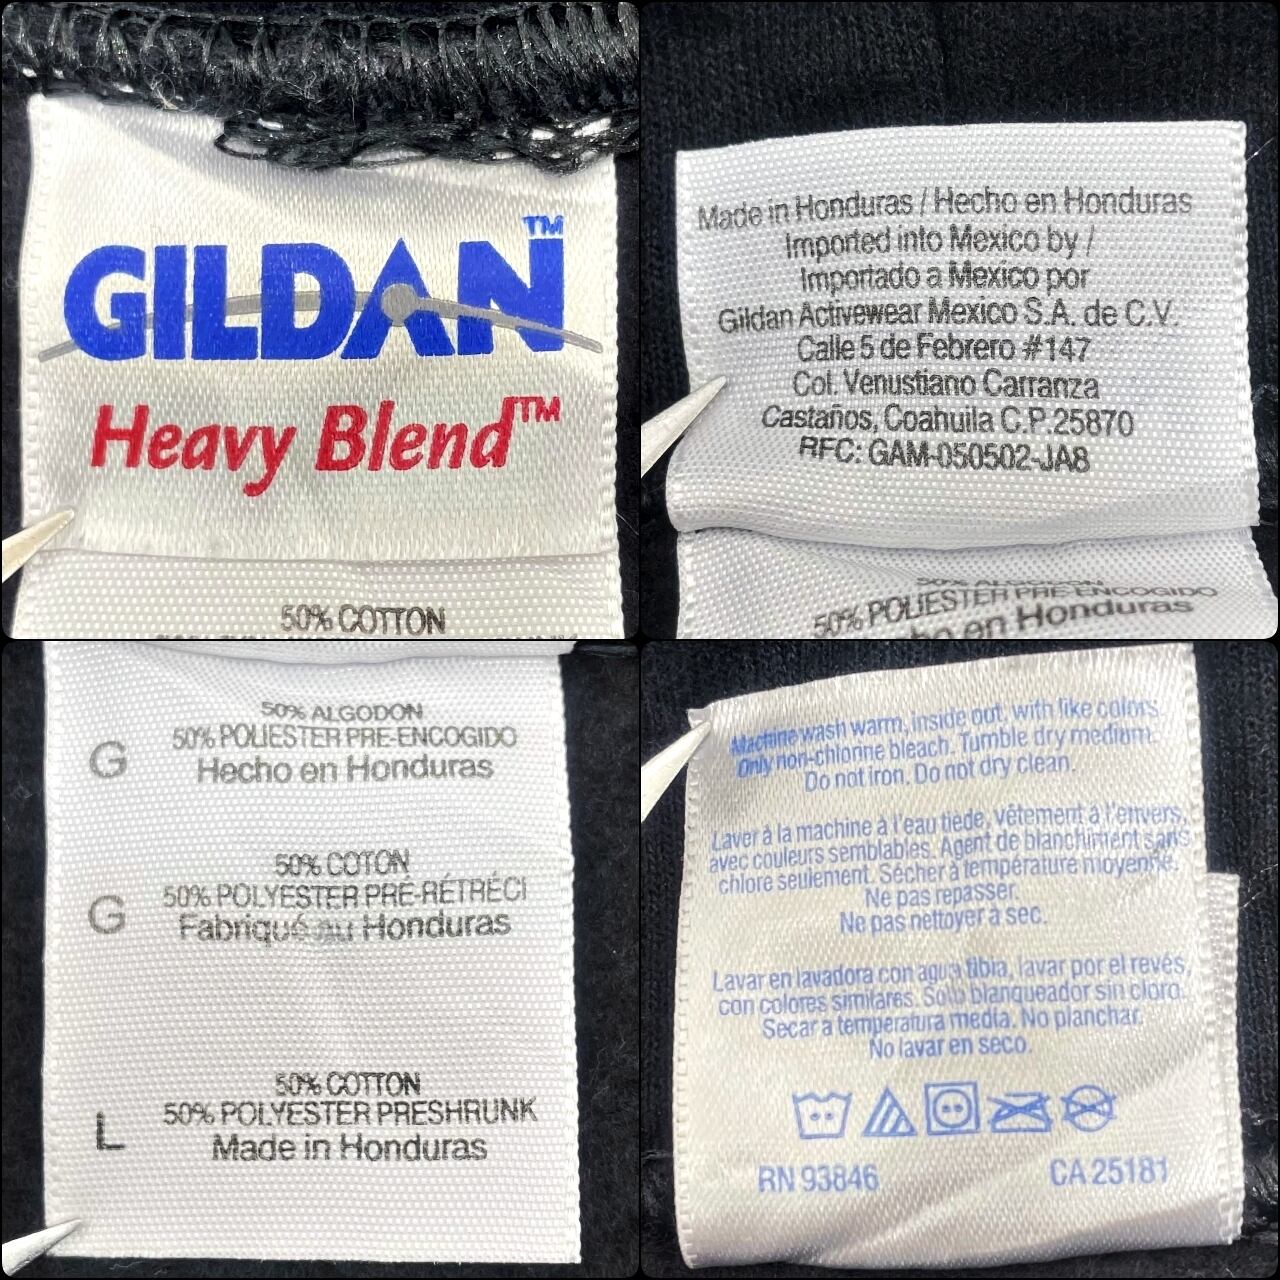 GILDAN™
Heavy Blend™
50% COTTON
Made in Honduras / Hecho en Honduras
Imported into Mexico by /
Importado a Mexico por
Gildan Activewear Mexico S.A. de C.V.
Calle 5 de Febrero #147
Col. Venustiano Carranza
Castaños, Coahuila C.P. 25870
RFC: GAM-050502-JA8
50% ALGODON
50% POLIESTER PRE-ENCOGIDO
Hecho en Honduras
G
50% ALGODON
50% POLIESTER PRE-ENCOGIDO
Hecho en Honduras
G
50% COTON
50% POLYESTER PRÉ-RÉTRÉCI
Fabriqué au Honduras
L
50% COTTON
50% POLYESTER PRESHRUNK
Made in Honduras
Machine wash warm, inside out, with like colors.
Only non-chlorine bleach. Tumble dry medium.
Do not iron. Do not dry clean.
Laver à la machine à l'eau tiède, vêtement à l'envers,
avec couleurs semblables. Agent de blanchiment sans
chlore seulement. Sécher à température moyenne.
Ne pas repasser.
Ne pas nettoyer à sec.
Lavar en lavadora con agua tibia, lavar por el revés,
con colores similares. Solo blanqueador sin cloro.
Secar a temperatura media. No planchar.
No lavar en seco.
RN 93846 CA 25181